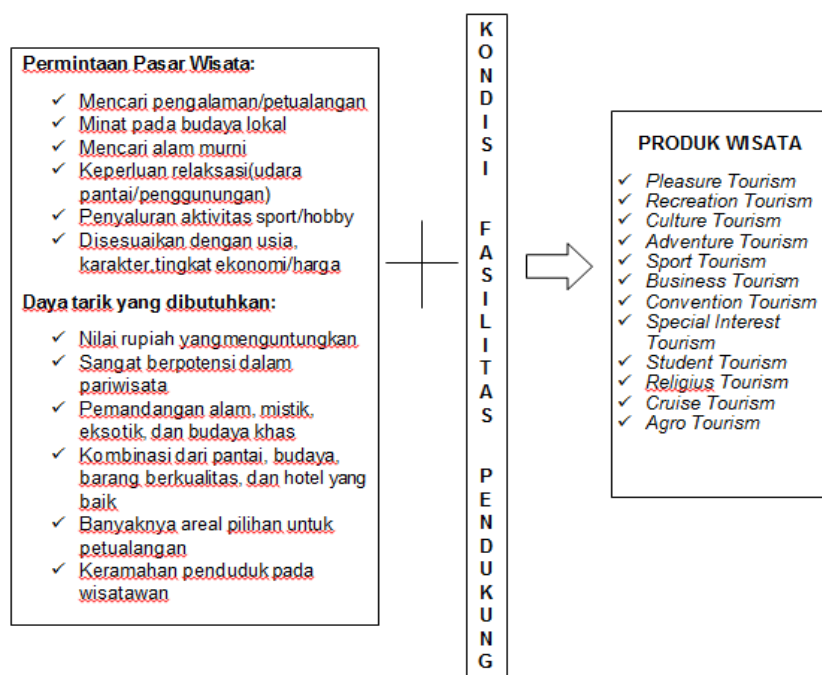 Permintaan Pasar Wisata:
✓ Mencari pengalaman/petualangan
✓ Minat pada budaya lokal
✓ Mencari alam murni
✓ Keperluan relaksasi(udara
pantai/penggunungan)
✓ Penyaluran aktivitas sport/hobby
✓ Disesuaikan dengan usia,
karakter,tingkat ekonomi/harga
Daya tarik yang dibutuhkan:
✓ Nilai rupiah yangmenguntungkan
✓ Sangat berpotensi dalam
pariwisata
✓ Pemandangan alam, mistik,
eksotik, dan budaya khas
✓ Kombinasi dari pantai, budaya,
barang berkualitas, dan hotel yang
baik
✓ Banyaknya areal pilihan untuk
petualangan
✓ Keramahan penduduk pada
wisatawan
KONDISI FASILITAS PENDUKUNG
PRODUK WISATA
✓ Pleasure Tourism
✓ Recreation Tourism
✓ Culture Tourism
✓ Adventure Tourism
✓ Sport Tourism
✓ Business Tourism
✓ Convention Tourism
✓ Special Interest
Tourism
✓ Student Tourism
✓ Religius Tourism
✓ Cruise Tourism
✓ Agro Tourism